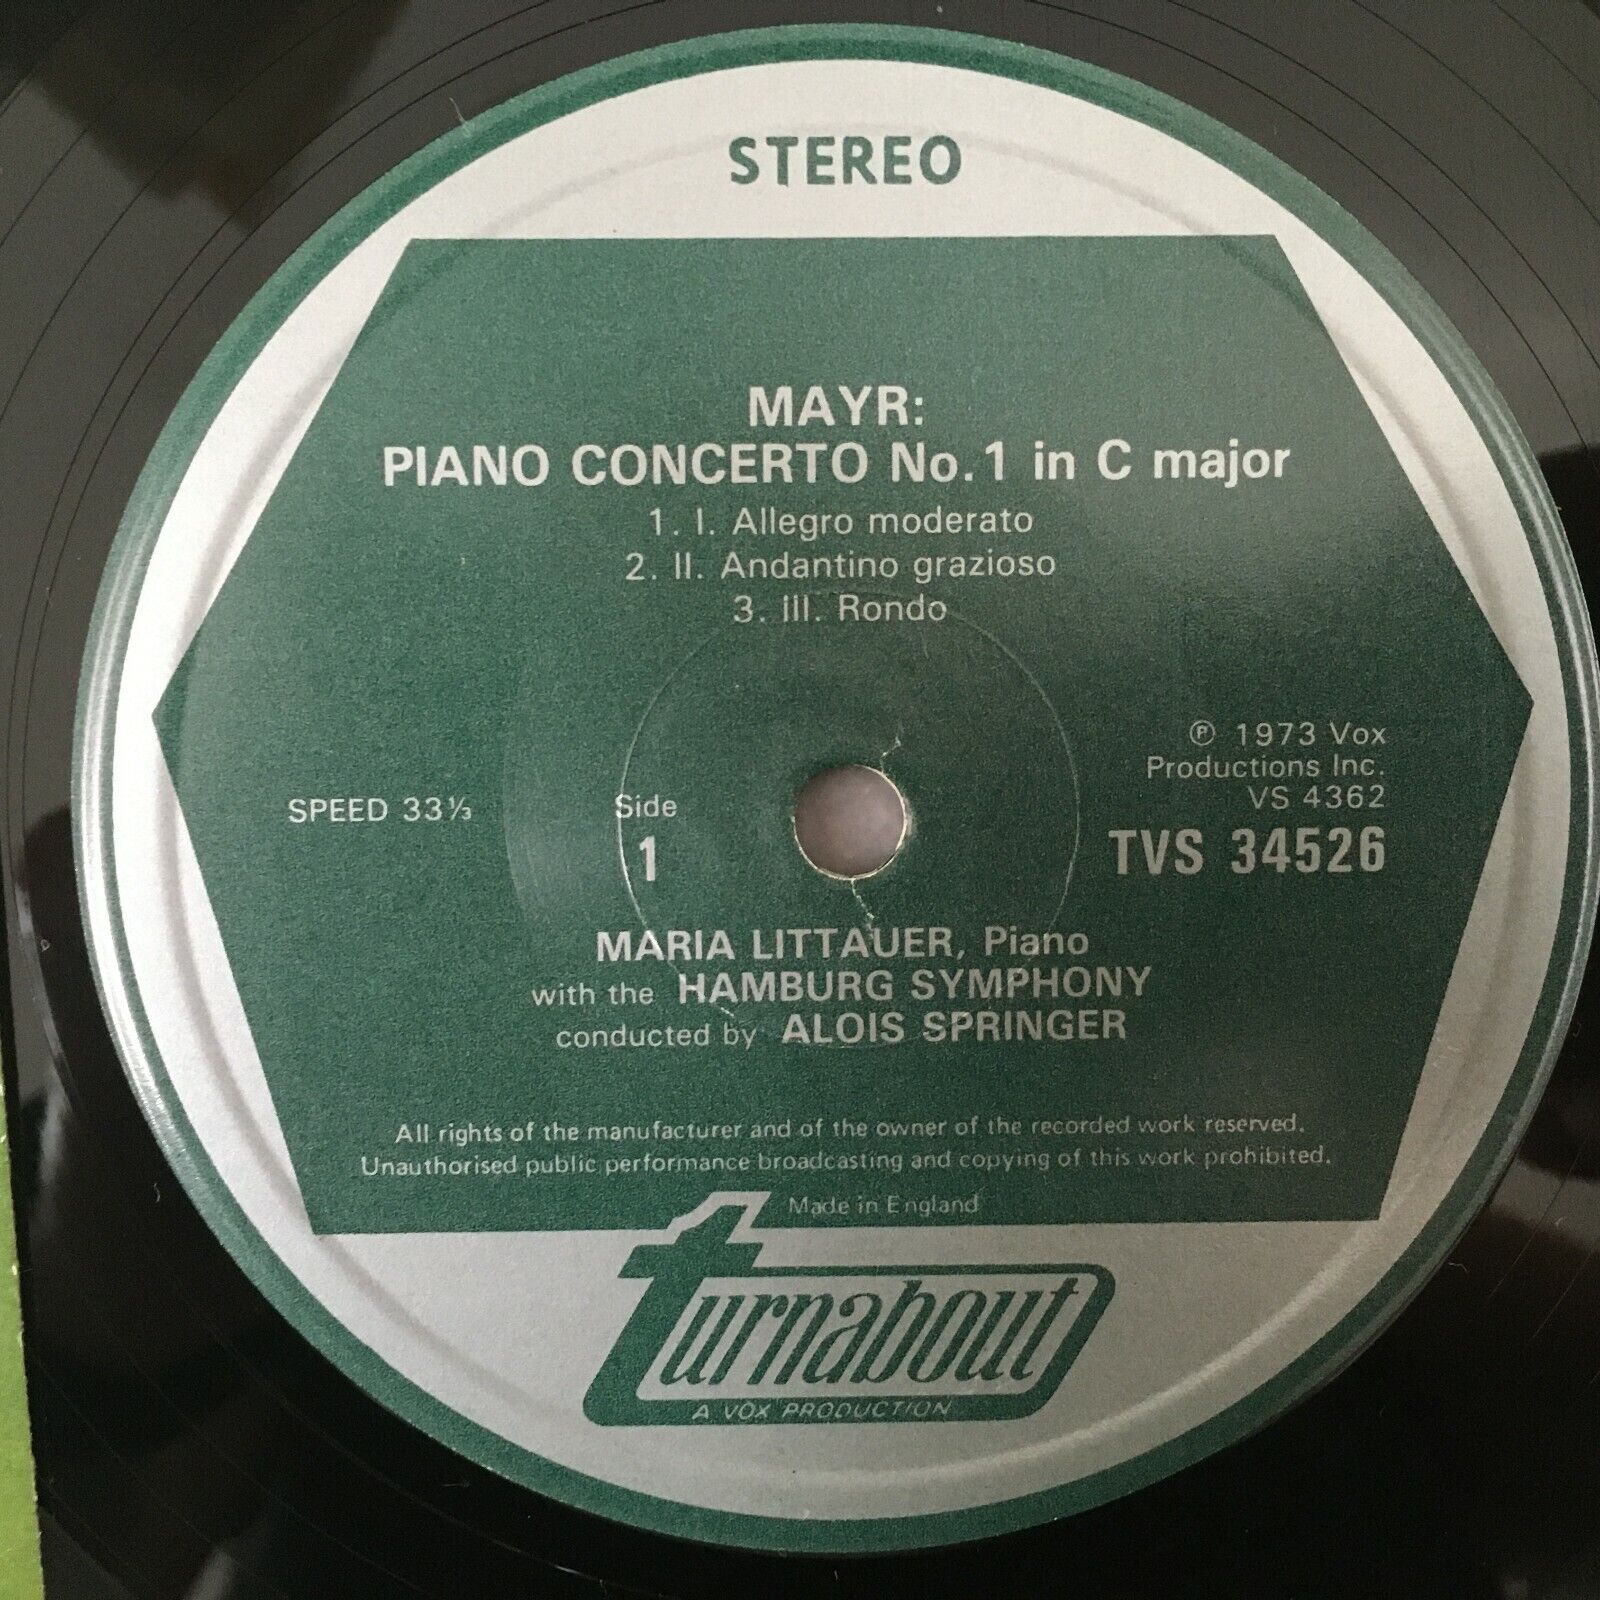 STEREO
MAYR:
PIANO CONCERTO No.1 in C major
1. I. Allegro moderato
2. II. Andantino grazioso
3. III. Rondo
℗ 1973 Vox
Productions Inc.
VS 4362
SPEED 33⅓
Side
1
TVS 34526
MARIA LITTAUER, Piano
with the HAMBURG SYMPHONY
conducted by ALOIS SPRINGER
All rights of the manufacturer and of the owner of the recorded work reserved.
Unauthorised public performance broadcasting and copying of this work prohibited.
Made in England
turnabout
A VOX PRODUCTION